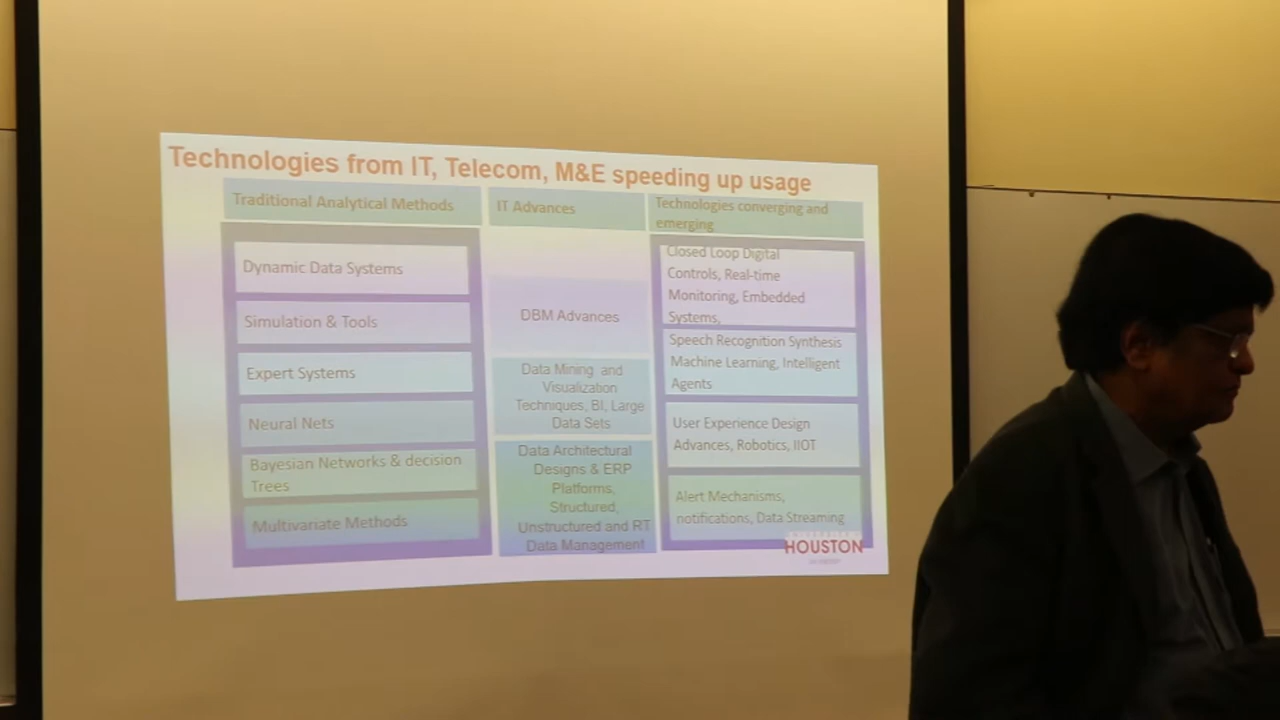 Technologies from IT, Telecom, M&E speeding up usage
Traditional Analytical Methods
Dynamic Data Systems
Simulation & Tools
Expert Systems
Neural Nets
Bayesian Networks & decision
Trees
Multivariate Methods
IT Advances
DBM Advances
Data Mining and
Visualization
Techniques, BI, Large
Data Sets
Data Architectural
Designs & ERP
Platforms,
Structured,
Unstructured and RT
Data Management
Technologies converging and
emerging
Closed Loop Digital
Controls, Real-time
Monitoring, Embedded
Systems,
Speech Recognition Synthesis
Machine Learning, Intelligent
Agents
User Experience Design
Advances, Robotics, IIOT
Alert Mechanisms,
notifications, Data Streaming
HOUSTON